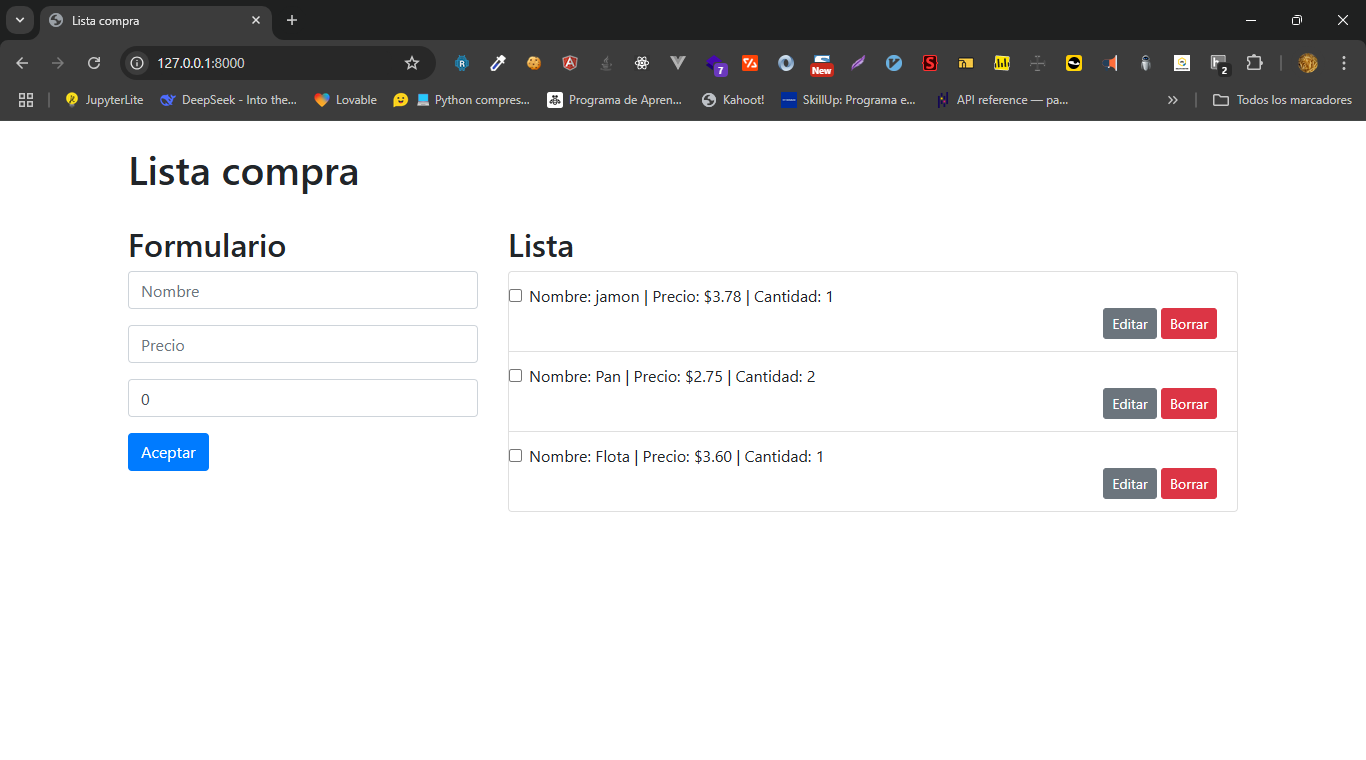 Lista compra
127.0.0.1:8000
7
New
2
JupyterLite
DeepSeek - Into the...
Lovable
Python compres...
Programa de Apren...
Kahoot!
SkillUp: Programa e...
API reference — pa...
»
Todos los marcadores
Lista compra
Formulario
Nombre
Precio
0
Aceptar
Lista
Nombre: jamon | Precio: $3.78 | Cantidad: 1
Editar Borrar
Nombre: Pan | Precio: $2.75 | Cantidad: 2
Editar Borrar
Nombre: Flota | Precio: $3.60 | Cantidad: 1
Editar Borrar